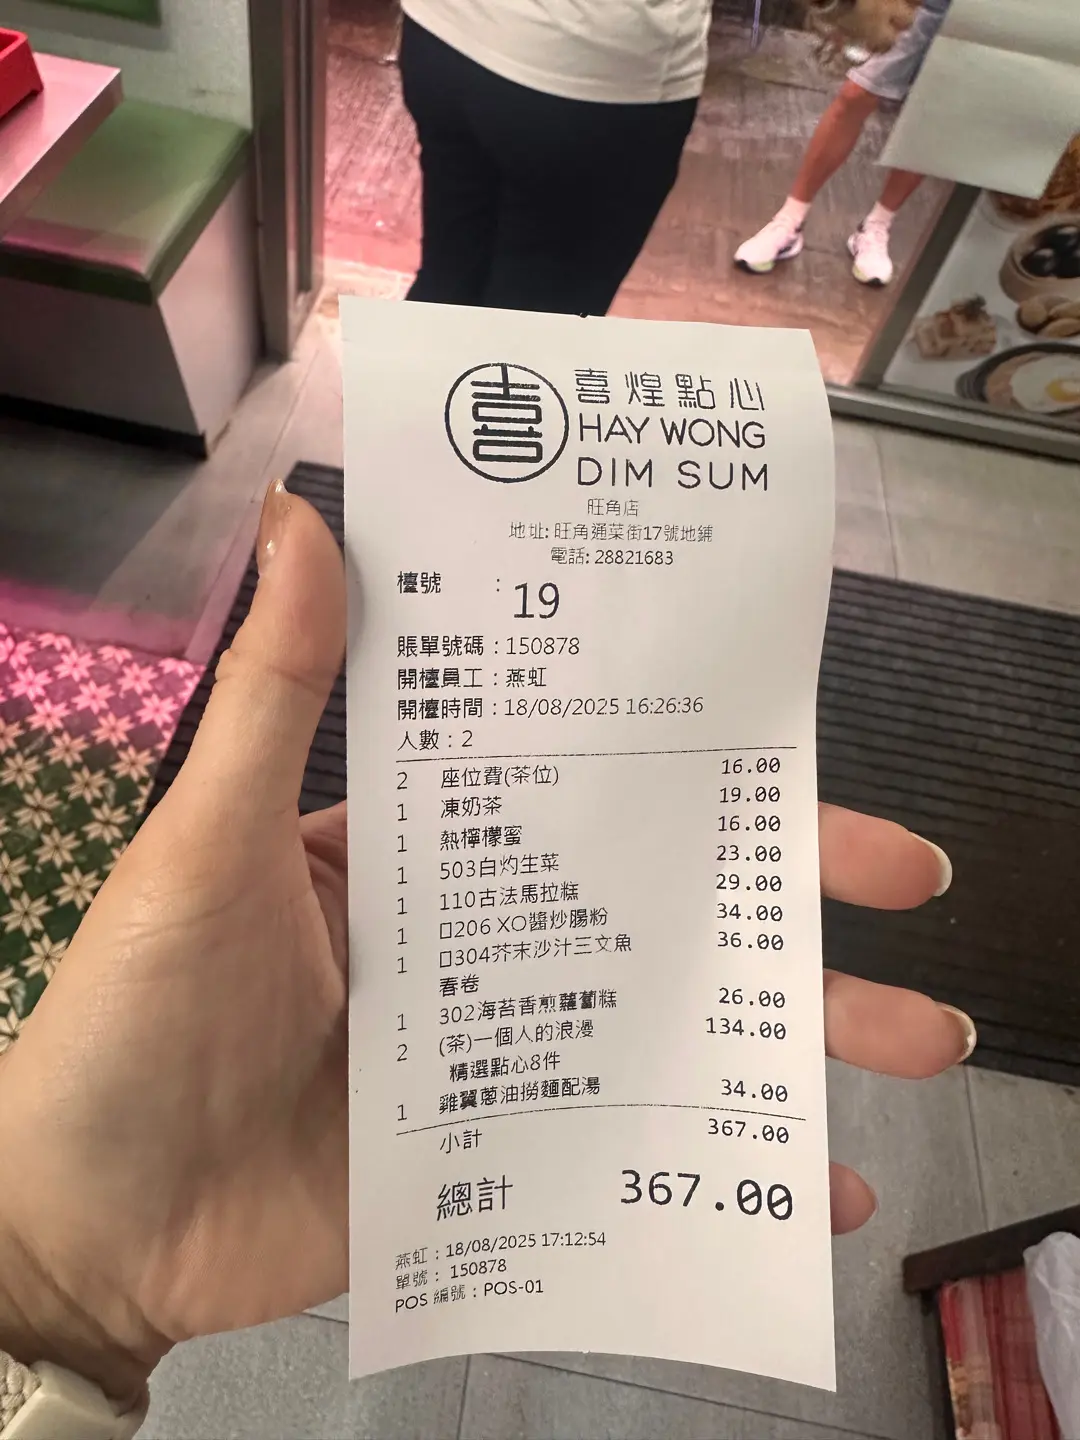 喜
喜煌點心
HAY WONG
DIM SUM
旺角店
地址: 旺角通菜街17號地鋪
電話: 28821683
檯號 : 19
賬單號碼 : 150878
開檯員工 : 燕虹
開檯時間 : 18/08/2025 16:26:36
人數 : 2
2 座位費(茶位) 16.00
1 凍奶茶 19.00
1 熱檸檬蜜 16.00
1 503白灼生菜 23.00
1 110古法馬拉糕 29.00
1 □206 XO醬炒腸粉 34.00
1 □304芥末沙汁三文魚 36.00
春卷
1 302海苔香煎蘿蔔糕 26.00
2 (茶)一個人的浪漫 134.00
精選點心8件
1 雞翼蔥油撈麵配湯 34.00
小計 367.00
總計 367.00
燕虹 : 18/08/2025 17:12:54
單號 : 150878
POS 編號 : POS-01